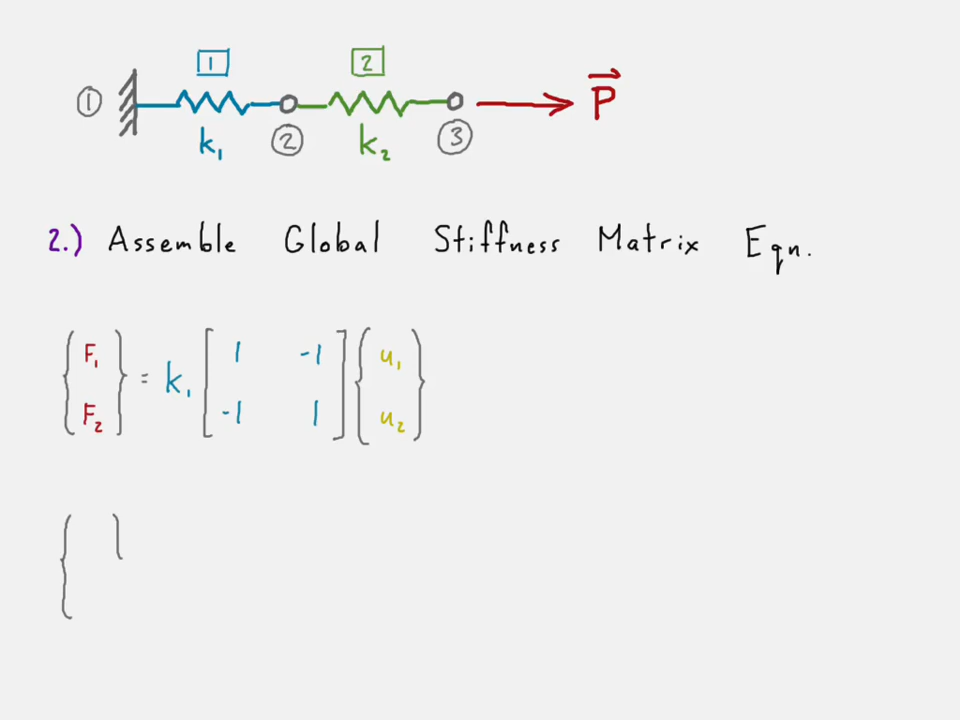 1 2
① P
k₁ ② k₂ ③
2.) Assemble Global Stiffness Matrix Eqn.
{F₁ F₂} = k₁ [1 -1; -1 1] {u₁ u₂}